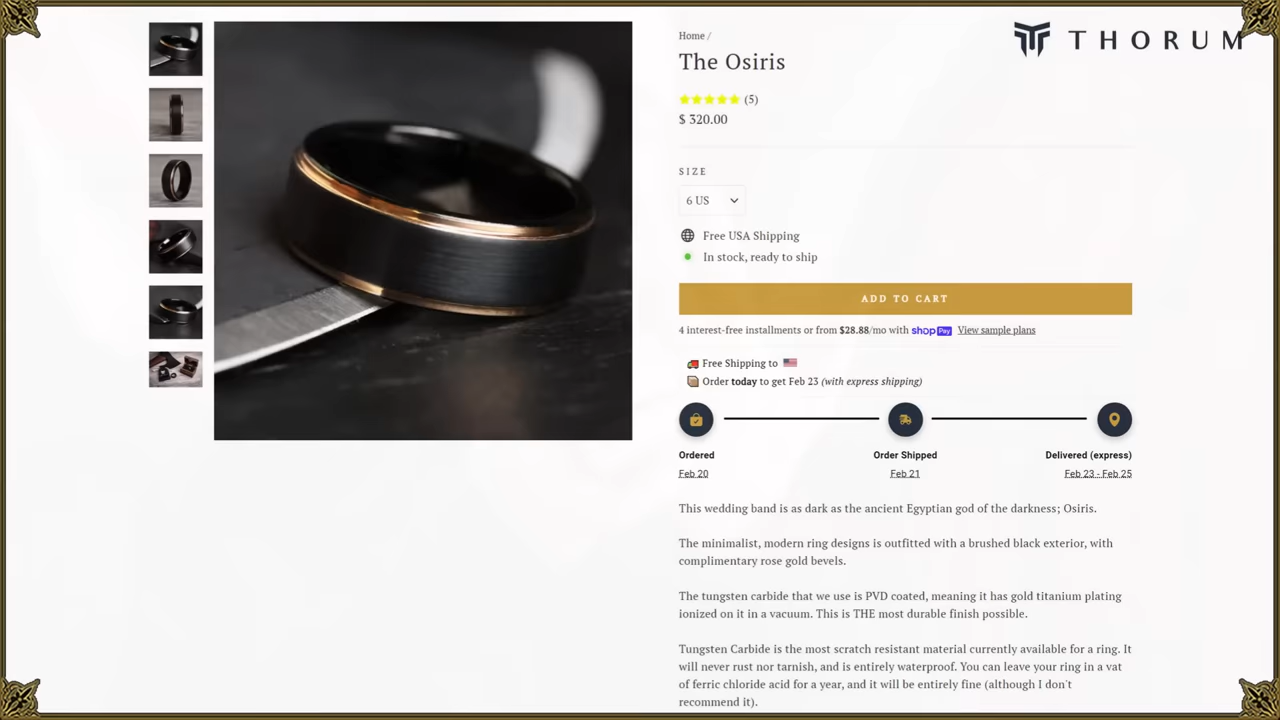 THORUM
Home /
The Osiris
(5)
$ 320.00
SIZE
6 US
Free USA Shipping
In stock, ready to ship
ADD TO CART
4 interest-free installments or from $28.88/mo with shop Pay View sample plans
Free Shipping to
Order today to get Feb 23 (with express shipping)
Ordered Order Shipped Delivered (express)
Feb 20 Feb 21 Feb 23 - Feb 25
This wedding band is as dark as the ancient Egyptian god of the darkness; Osiris.
The minimalist, modern ring designs is outfitted with a brushed black exterior, with
complimentary rose gold bevels.
The tungsten carbide that we use is PVD coated, meaning it has gold titanium plating
ionized on it in a vacuum. This is THE most durable finish possible.
Tungsten Carbide is the most scratch resistant material currently available for a ring. It
will never rust nor tarnish, and is entirely waterproof. You can leave your ring in a vat
of ferric chloride acid for a year, and it will be entirely fine (although I don't
recommend it).